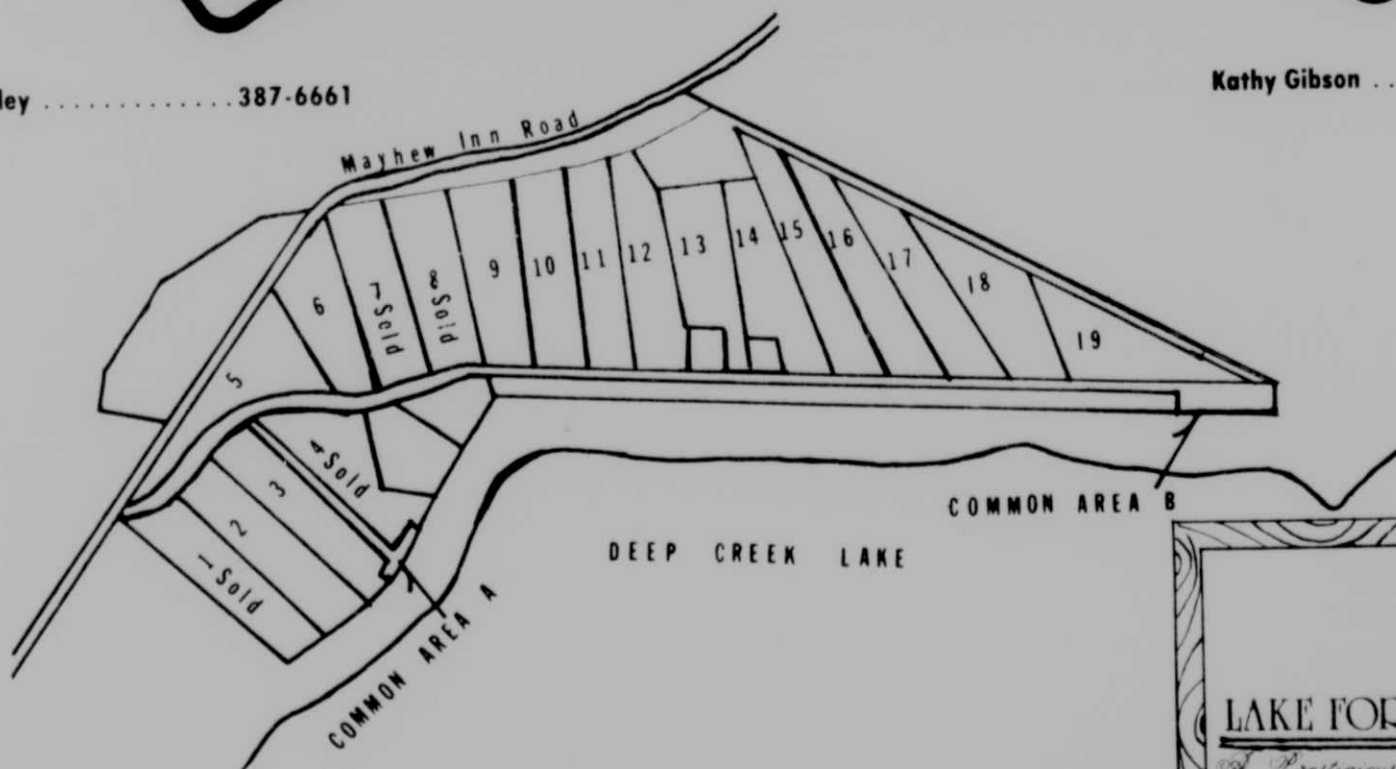 ley .............387-6661
Kathy Gibson ..
Mayhew Inn Road
5
6
7 Sold
8 Sold
9
10
11
12
13
14
15
16
17
18
19
4 Sold
3
2
1 Sold
COMMON AREA A
DEEP CREEK LAKE
COMMON AREA B
LAKE FOR